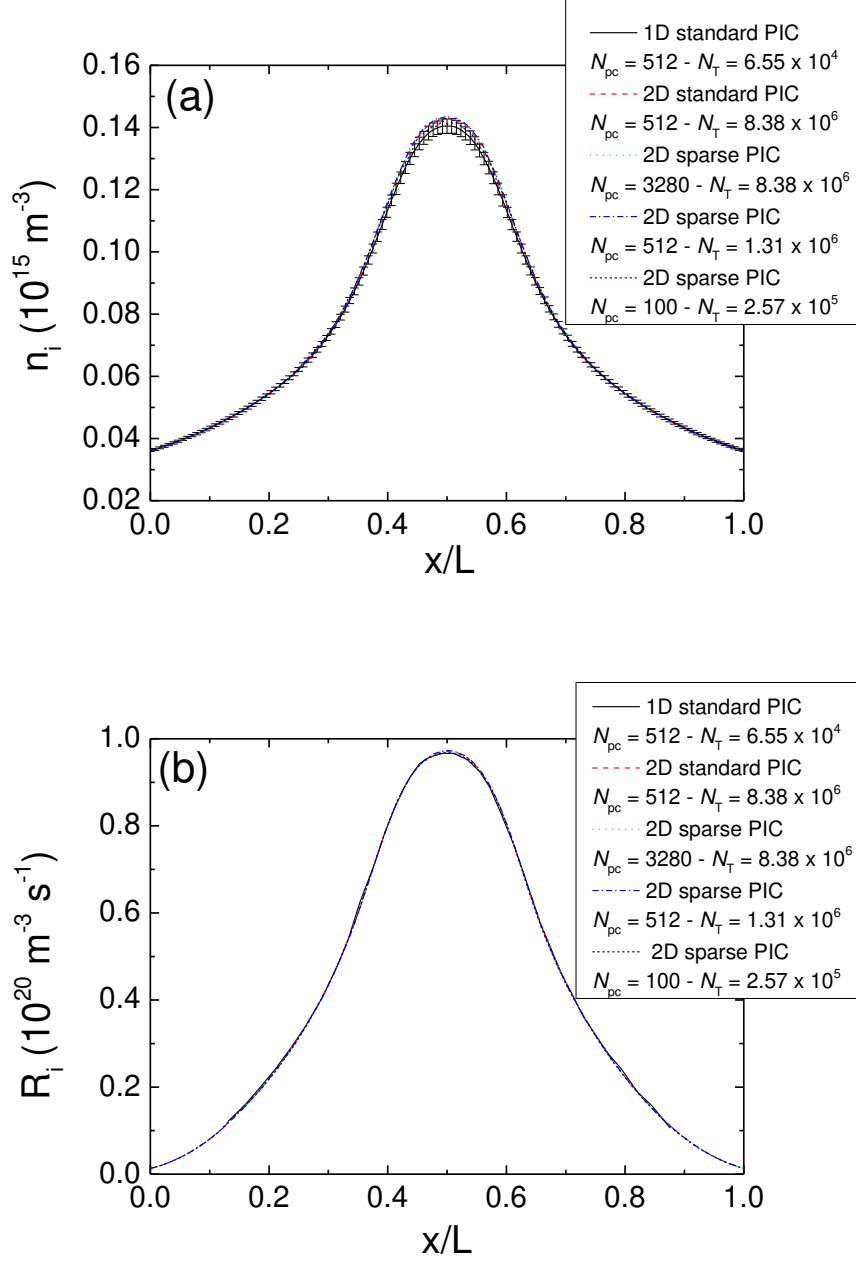 1D standard PIC
N_pc = 512 - N_T = 6.55 x 10^4
2D standard PIC
N_pc = 512 - N_T = 8.38 x 10^6
2D sparse PIC
N_pc = 3280 - N_T = 8.38 x 10^6
2D sparse PIC
N_pc = 512 - N_T = 1.31 x 10^6
2D sparse PIC
N_pc = 100 - N_T = 2.57 x 10^5
(a)
n_i (10^15 m^-3)
0.16
0.14
0.12
0.10
0.08
0.06
0.04
0.02
0.0 0.2 0.4 0.6 0.8 1.0
x/L
1D standard PIC
N_pc = 512 - N_T = 6.55 x 10^4
2D standard PIC
N_pc = 512 - N_T = 8.38 x 10^6
2D sparse PIC
N_pc = 3280 - N_T = 8.38 x 10^6
2D sparse PIC
N_pc = 512 - N_T = 1.31 x 10^6
2D sparse PIC
N_pc = 100 - N_T = 2.57 x 10^5
(b)
R_i (10^20 m^-3 s^-1)
1.0
0.8
0.6
0.4
0.2
0.0
0.0 0.2 0.4 0.6 0.8 1.0
x/L